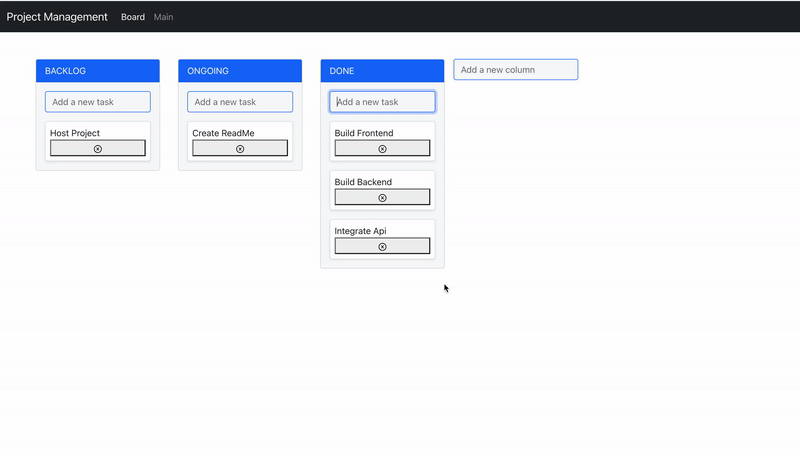 Project Management Board Main
BACKLOG
Add a new task
Host Project
ONGOING
Add a new task
Create ReadMe
DONE
Add a new task
Build Frontend
Build Backend
Integrate Api
Add a new column